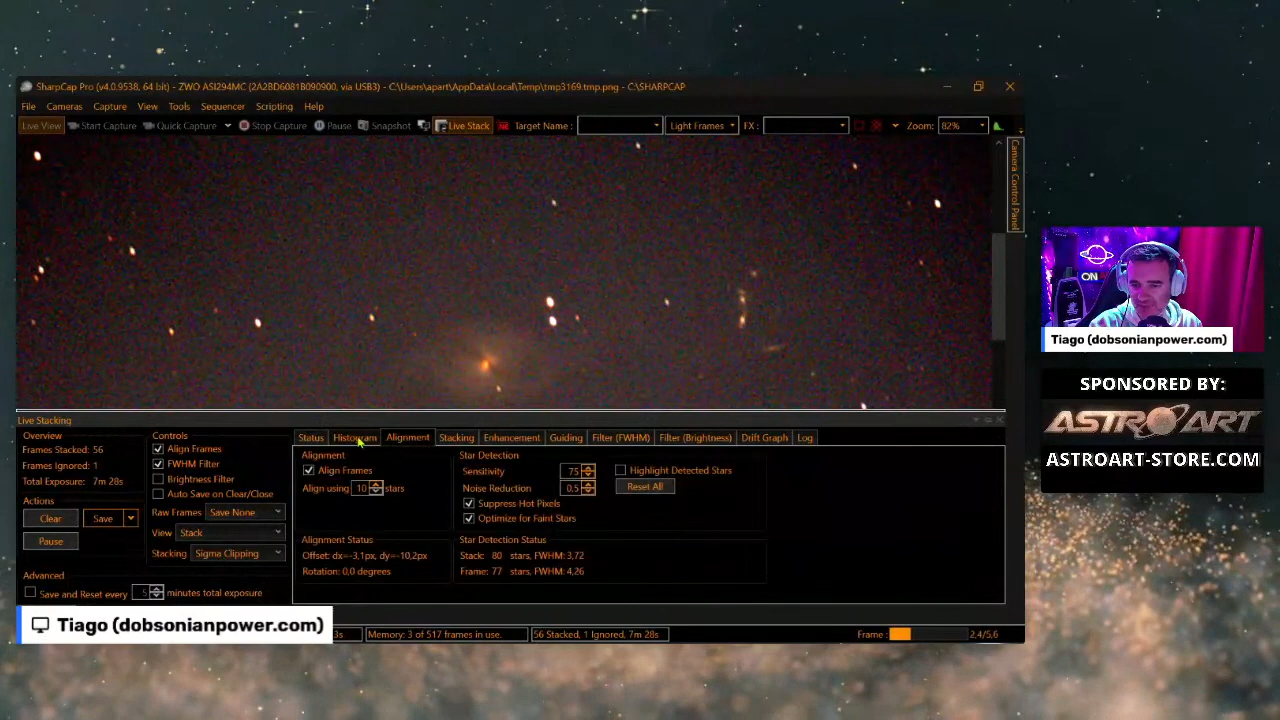 SharpCap Pro (v4.0.9538, 64 bit) - ZWO ASI294MC (2A2BD6081B090900, via USB3) - C:\Users\apart\AppData\Local\Temp\tmp3169.tmp.png - C:\SHARPCAP
File Cameras Capture View Tools Sequencer Scripting Help
Live View Start Capture Quick Capture Stop Capture Pause Snapshot Live Stack Target Name : Light Frames FX : Zoom: 82%
Camera Control Panel
ON
Tiago (dobsonianpower.com)
SPONSORED BY:
ASTROART
ASTROART-STORE.COM
Live Stacking
Overview
Frames Stacked: 56
Frames Ignored: 1
Total Exposure: 7m 28s
Actions
Clear Save
Pause
Controls
Align Frames
FWHM Filter
Brightness Filter
Auto Save on Clear/Close
Raw Frames Save None
View Stack
Stacking Sigma Clipping
Advanced
Save and Reset every 5 minutes total exposure
Status Histogram Alignment Stacking Enhancement Guiding Filter (FWHM) Filter (Brightness) Drift Graph Log
Alignment
Align Frames
Align using 10 stars
Alignment Status
Offset: dx=-3,1px, dy=-10,2px
Rotation: 0,0 degrees
Star Detection
Sensitivity 75 Highlight Detected Stars
Noise Reduction 0,5 Reset All
Suppress Hot Pixels
Optimize for Faint Stars
Star Detection Status
Stack: 80 stars, FWHM: 3,72
Frame: 77 stars, FWHM: 4,26
Tiago (dobsonianpower.com)
3s Memory: 3 of 517 frames in use. 56 Stacked, 1 Ignored, 7m 28s Frame : 2,4/5,6